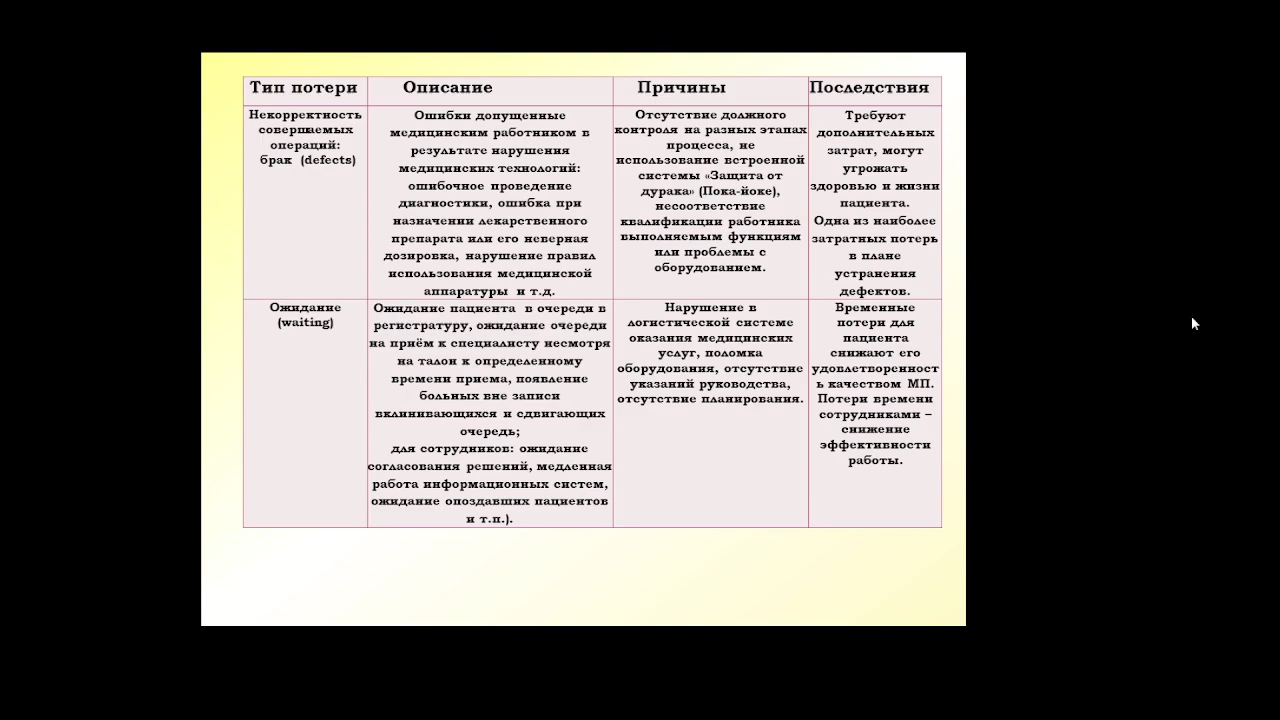 Тип потери
Описание
Причины
Последствия
Некорректность
совершаемых
операций:
брак (defects)
Ошибки допущенные
медицинским работником в
результате нарушения
медицинских технологий:
ошибочное проведение
диагностики, ошибка при
назначении лекарственного
препарата или его неверная
дозировка, нарушение правил
использования медицинской
аппаратуры и т.д.
Отсутствие должного
контроля на разных этапах
процесса, не
использование встроенной
системы «Защита от
дурака» (Пока-йоке),
несоответствие
квалификации работника
выполняемым функциям
или проблемы с
оборудованием.
Требуют
дополнительных
затрат, могут
угрожать
здоровью и жизни
пациента.
Одна из наиболее
затратных потерь
в плане
устранения
дефектов.
Ожидание
(waiting)
Ожидание пациента в очереди в
регистратуру, ожидание очереди
на приём к специалисту несмотря
на талон к определенному
времени приема, появление
больных вне записи
вклинивающихся и сдвигающих
очередь;
для сотрудников: ожидание
согласования решений, медленная
работа информационных систем,
ожидание опоздавших пациентов
и т.п.).
Нарушение в
логистической системе
оказания медицинских
услуг, поломка
оборудования, отсутствие
указаний руководства,
отсутствие планирования.
Временные
потери для
пациента
снижают его
удовлетворенност
ь качеством МП.
Потери времени
сотрудниками –
снижение
эффективности
работы.